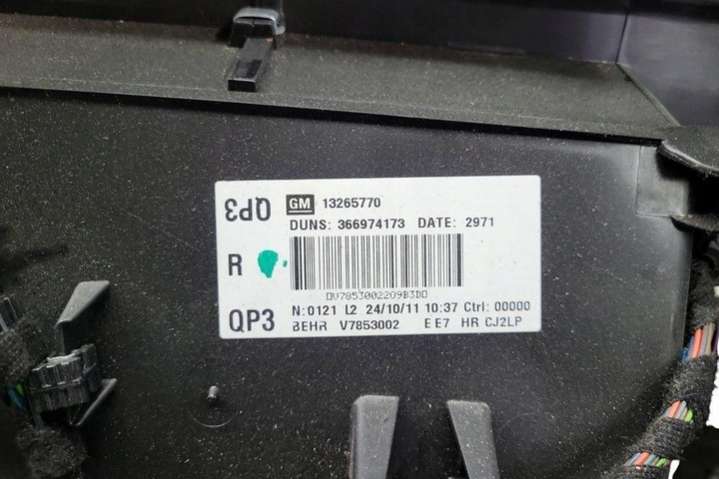 QP3
GM 13265770
DUNS: 366974173 DATE: 2971
R
DV7853002209B3DD
QP3
N:0121 L2 24/10/11 10:37 Ctrl: 00000
BEHR V7853002 E E7 HR CJ2LP